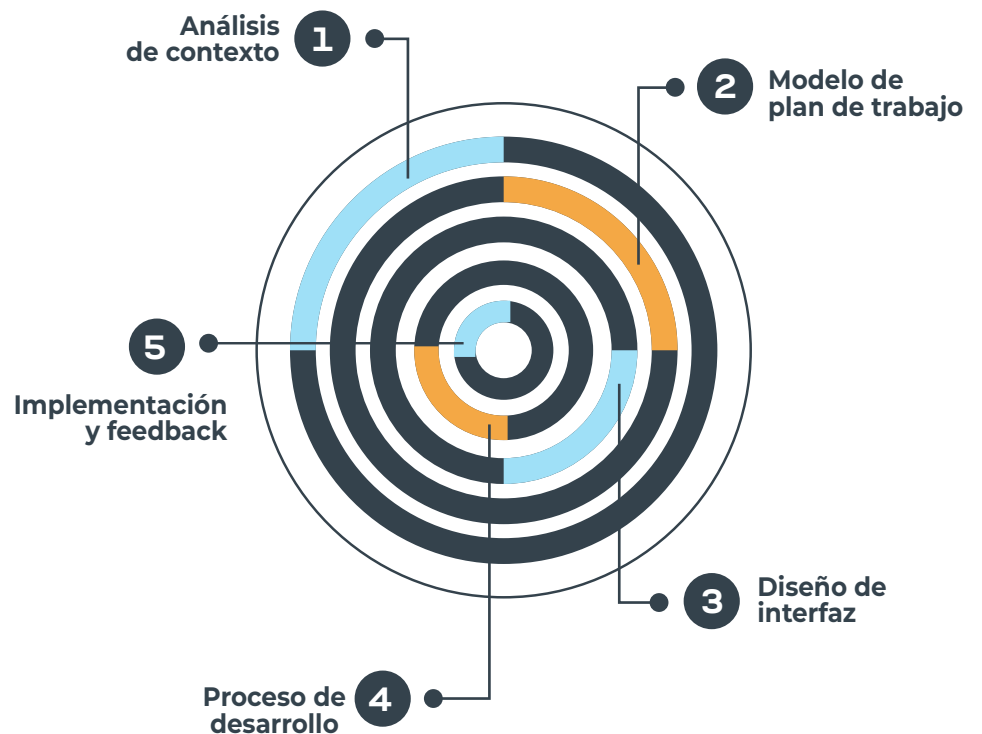 Análisis
de contexto
1
2
Modelo de
plan de trabajo
5
Implementación
y feedback
3
Diseño de
interfaz
4
Proceso de
desarrollo